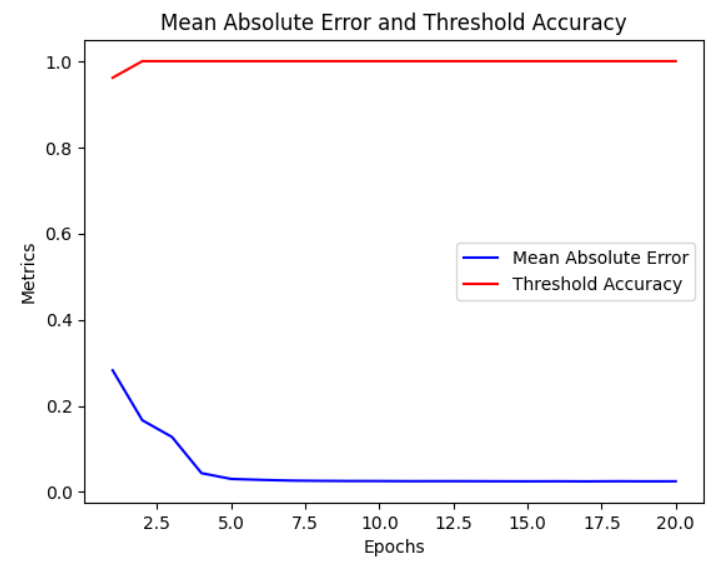 Mean Absolute Error and Threshold Accuracy
1.0
0.8
0.6
0.4
0.2
0.0
Metrics
Mean Absolute Error
Threshold Accuracy
2.5 5.0 7.5 10.0 12.5 15.0 17.5 20.0
Epochs